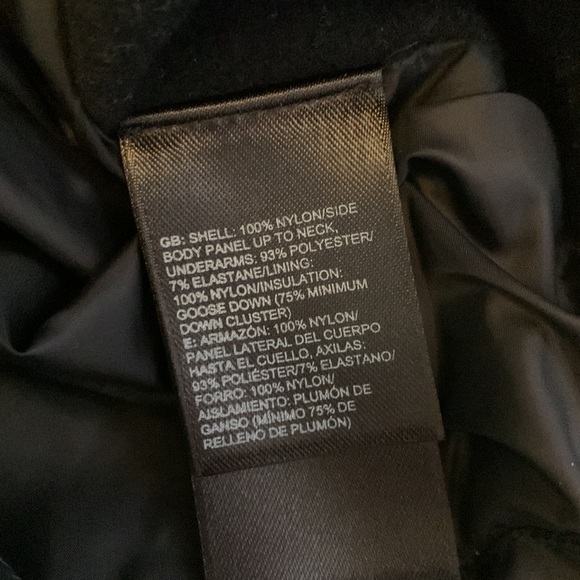 GB: SHELL: 100% NYLON/SIDE
BODY PANEL UP TO NECK,
UNDERARMS: 93% POLYESTER/
7% ELASTANE/LINING:
100% NYLON/INSULATION:
GOOSE DOWN (75% MINIMUM
DOWN CLUSTER)
E: ARMAZÓN: 100% NYLON/
PANEL LATERAL DEL CUERPO
HASTA EL CUELLO, AXILAS:
93% POLIÉSTER/7% ELASTANO/
FORRO: 100% NYLON/
AISLAMIENTO: PLUMÓN DE
GANSO (MÍNIMO 75% DE
RELLENO DE PLUMÓN)